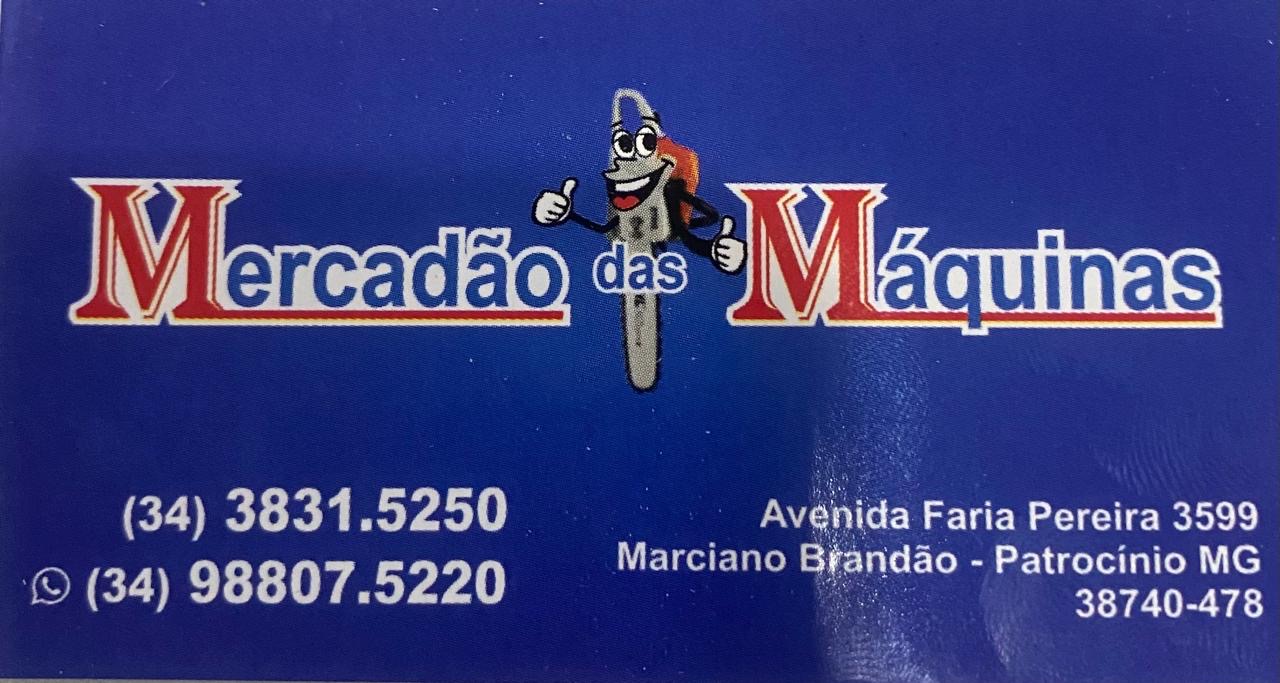 Mercadão das Máquinas
(34) 3831.5250
(34) 98807.5220
Avenida Faria Pereira 3599
Marciano Brandão - Patrocínio MG
38740-478